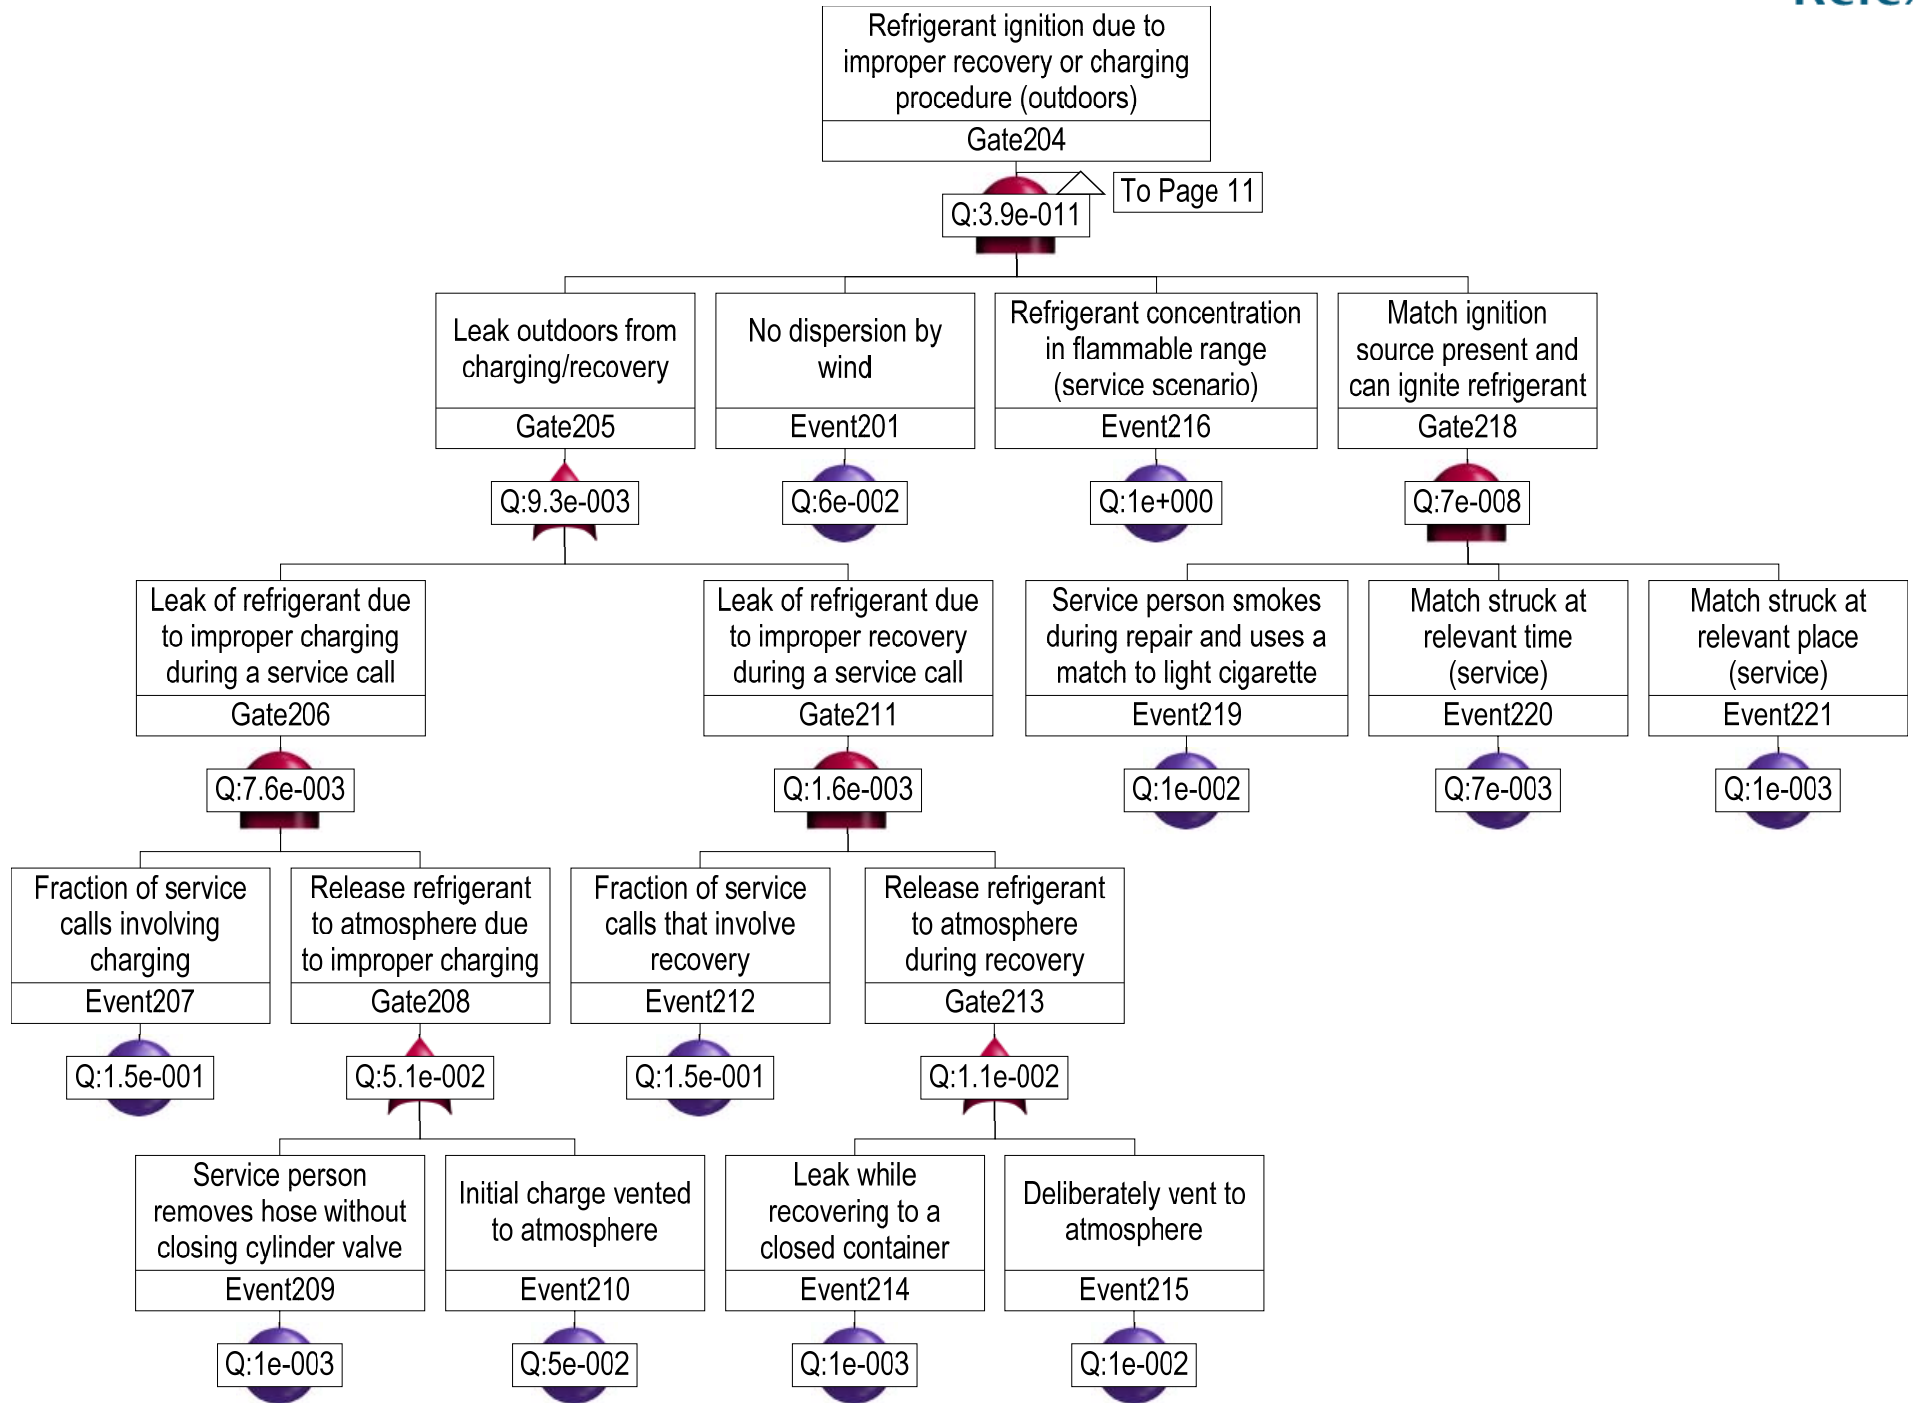 Refrigerant ignition due to
improper recovery or charging
procedure (outdoors)
Gate204
To Page 11
Q:3.9e-011
Leak outdoors from
charging/recovery
Gate205
Q:9.3e-003
No dispersion by
wind
Event201
Q:6e-002
Refrigerant concentration
in flammable range
(service scenario)
Event216
Q:1e+000
Match ignition
source present and
can ignite refrigerant
Gate218
Q:7e-008
Leak of refrigerant due
to improper charging
during a service call
Gate206
Q:7.6e-003
Leak of refrigerant due
to improper recovery
during a service call
Gate211
Q:1.6e-003
Service person smokes
during repair and uses a
match to light cigarette
Event219
Q:1e-002
Match struck at
relevant time
(service)
Event220
Q:7e-003
Match struck at
relevant place
(service)
Event221
Q:1e-003
Fraction of service
calls involving
charging
Event207
Q:1.5e-001
Release refrigerant
to atmosphere due
to improper charging
Gate208
Q:5.1e-002
Fraction of service
calls that involve
recovery
Event212
Q:1.5e-001
Release refrigerant
to atmosphere
during recovery
Gate213
Q:1.1e-002
Service person
removes hose without
closing cylinder valve
Event209
Q:1e-003
Initial charge vented
to atmosphere
Event210
Q:5e-002
Leak while
recovering to a
closed container
Event214
Q:1e-003
Deliberately vent to
atmosphere
Event215
Q:1e-002